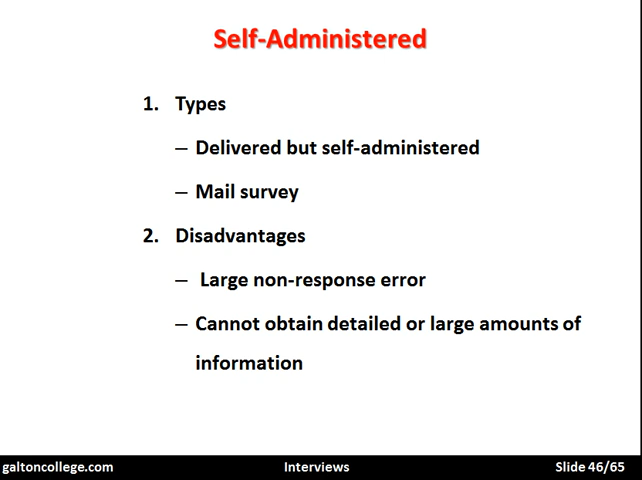 Self-Administered
1. Types
– Delivered but self-administered
– Mail survey
2. Disadvantages
– Large non-response error
– Cannot obtain detailed or large amounts of
information
galtoncollege.com Interviews Slide 46/65